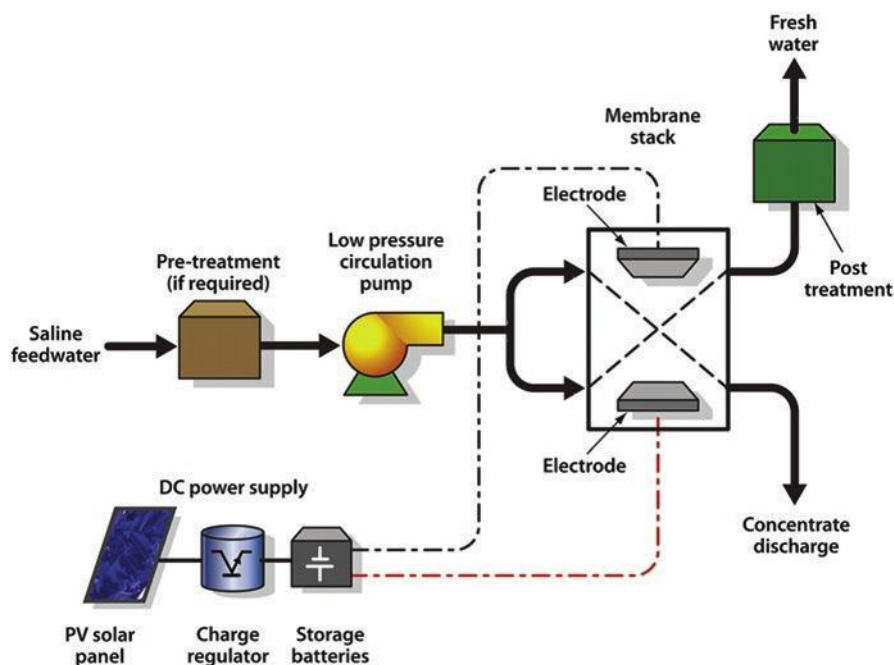 Fresh
water
Membrane
stack
Electrode
Low pressure
circulation
pump
Pre-treatment
(if required)
Post
treatment
Saline
feedwater
Electrode
DC power supply
Concentrate
discharge
PV solar
panel
Charge
regulator
Storage
batteries